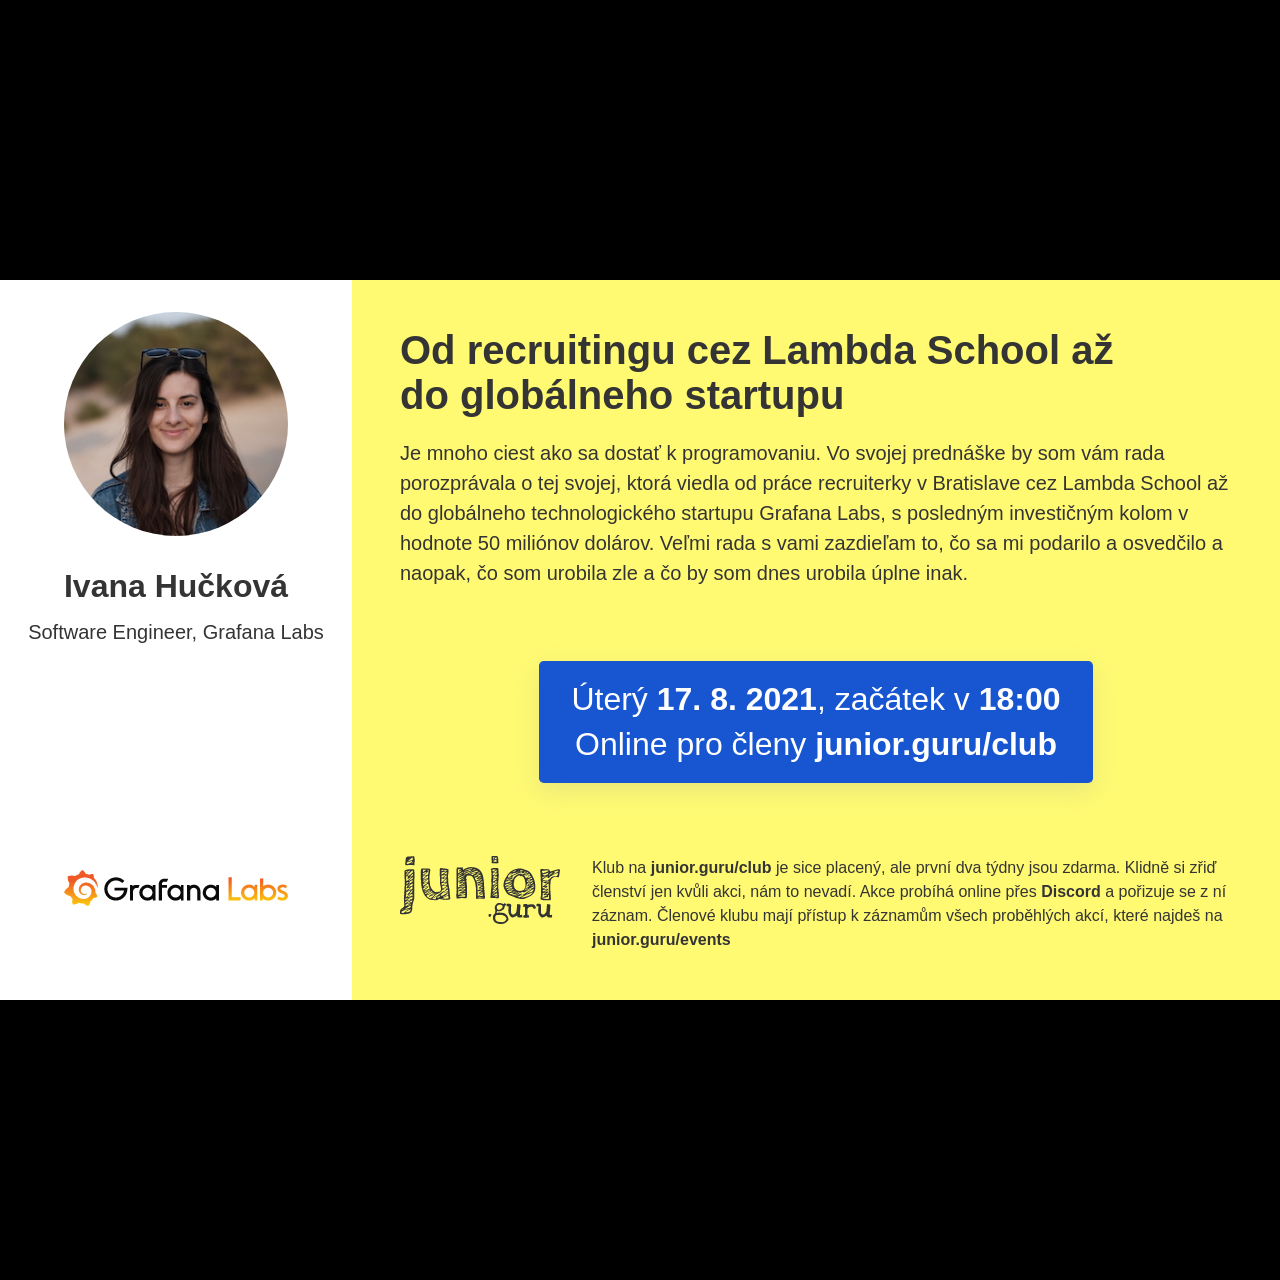 Ivana Hučková
Software Engineer, Grafana Labs
Grafana Labs
Od recruitingu cez Lambda School až
do globálneho startupu
Je mnoho ciest ako sa dostať k programovaniu. Vo svojej prednáške by som vám rada
porozprávala o tej svojej, ktorá viedla od práce recruiterky v Bratislave cez Lambda School až
do globálneho technologického startupu Grafana Labs, s posledným investičným kolom v
hodnote 50 miliónov dolárov. Veľmi rada s vami zazdieľam to, čo sa mi podarilo a osvedčilo a
naopak, čo som urobila zle a čo by som dnes urobila úplne inak.
Úterý 17. 8. 2021, začátek v 18:00
Online pro členy junior.guru/club
junior
.guru
Klub na junior.guru/club je sice placený, ale první dva týdny jsou zdarma. Klidně si zřiď
členství jen kvůli akci, nám to nevadí. Akce probíhá online přes Discord a pořizuje se z ní
záznam. Členové klubu mají přístup k záznamům všech proběhlých akcí, které najdeš na
junior.guru/events